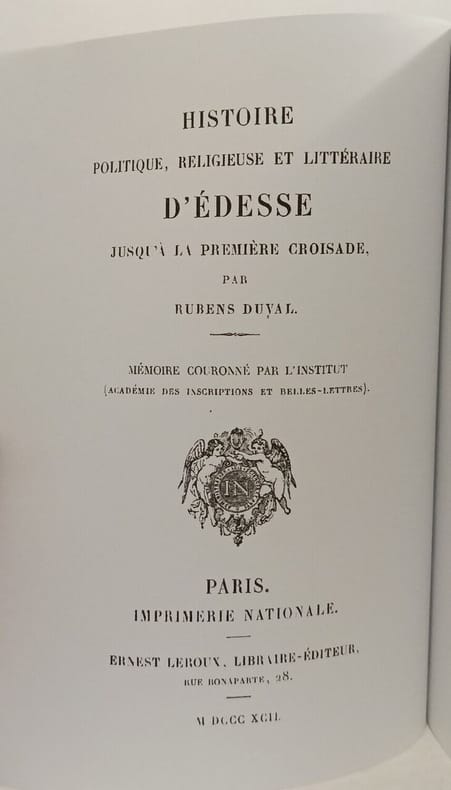 HISTOIRE
POLITIQUE, RELIGIEUSE ET LITTÉRAIRE
D'ÉDESSE
JUSQU'À LA PREMIÈRE CROISADE,
PAR
RUBENS DUVAL.
MÉMOIRE COURONNÉ PAR L'INSTITUT
(ACADÉMIE DES INSCRIPTIONS ET BELLES-LETTRES).
IN
PARIS.
IMPRIMERIE NATIONALE.
ERNEST LEROUX, LIBRAIRE-ÉDITEUR,
RUE BONAPARTE, 28.
M DCCC XCII.